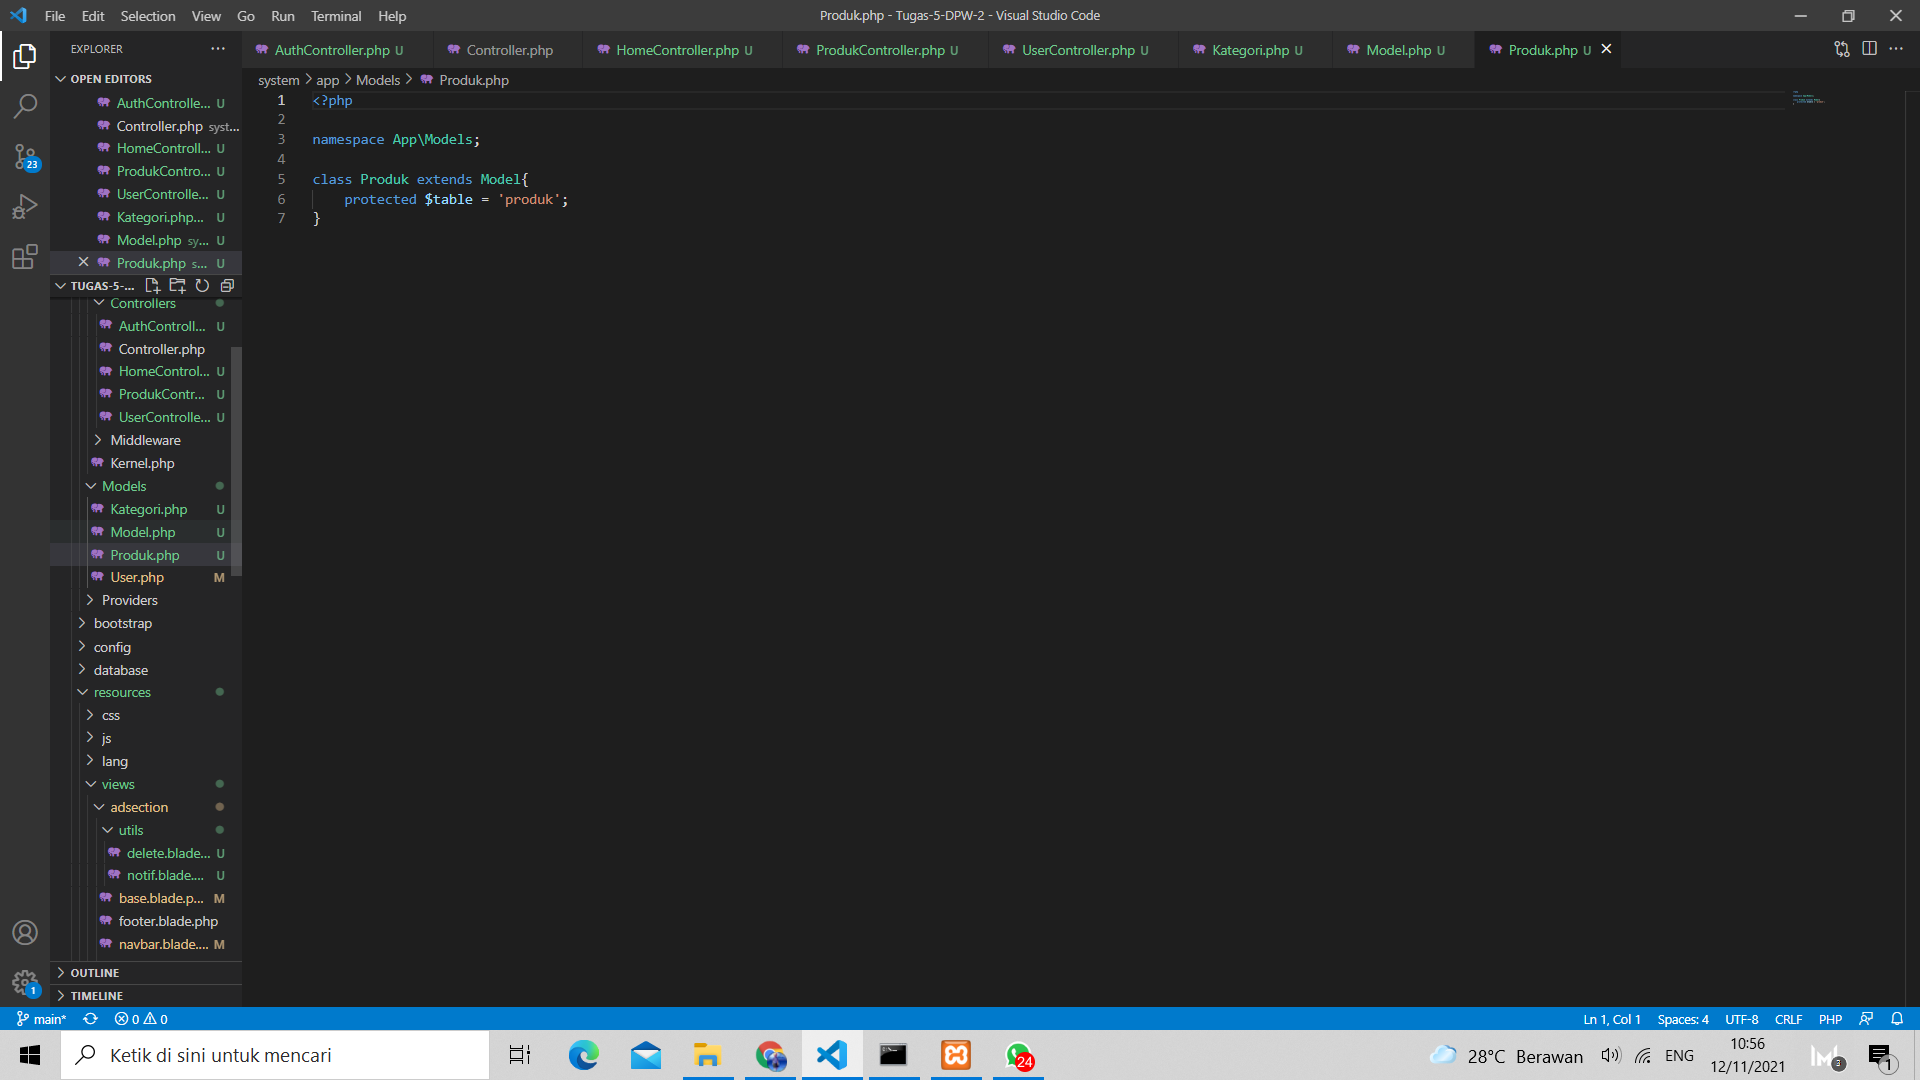 File Edit Selection View Go Run Terminal Help
Produk.php - Tugas-5-DPW-2 - Visual Studio Code
EXPLORER
AuthController.php U
Controller.php
HomeController.php U
ProdukController.php U
UserController.php U
Kategori.php U
Model.php U
Produk.php U
OPEN EDITORS
AuthControlle... U
Controller.php syst...
HomeControll... U
ProdukContro... U
UserControlle... U
Kategori.php... U
Model.php sy... U
Produk.php s... U
TUGAS-5-...
Controllers
AuthControll... U
Controller.php
HomeControl... U
ProdukContr... U
UserControlle... U
Middleware
Kernel.php
Models
Kategori.php U
Model.php U
Produk.php U
User.php M
Providers
bootstrap
config
database
resources
css
js
lang
views
adsection
utils
delete.blade... U
notif.blade.... U
base.blade.p... M
footer.blade.php
navbar.blade.... M
OUTLINE
TIMELINE
23
1
system > app > Models > Produk.php
1 <?php
2
3 namespace App\Models;
4
5 class Produk extends Model{
6 protected $table = 'produk';
7 }
main* 0 0
Ln 1, Col 1 Spaces: 4 UTF-8 CRLF PHP
Ketik di sini untuk mencari
24
28°C Berawan
ENG
10:56
12/11/2021
3
1